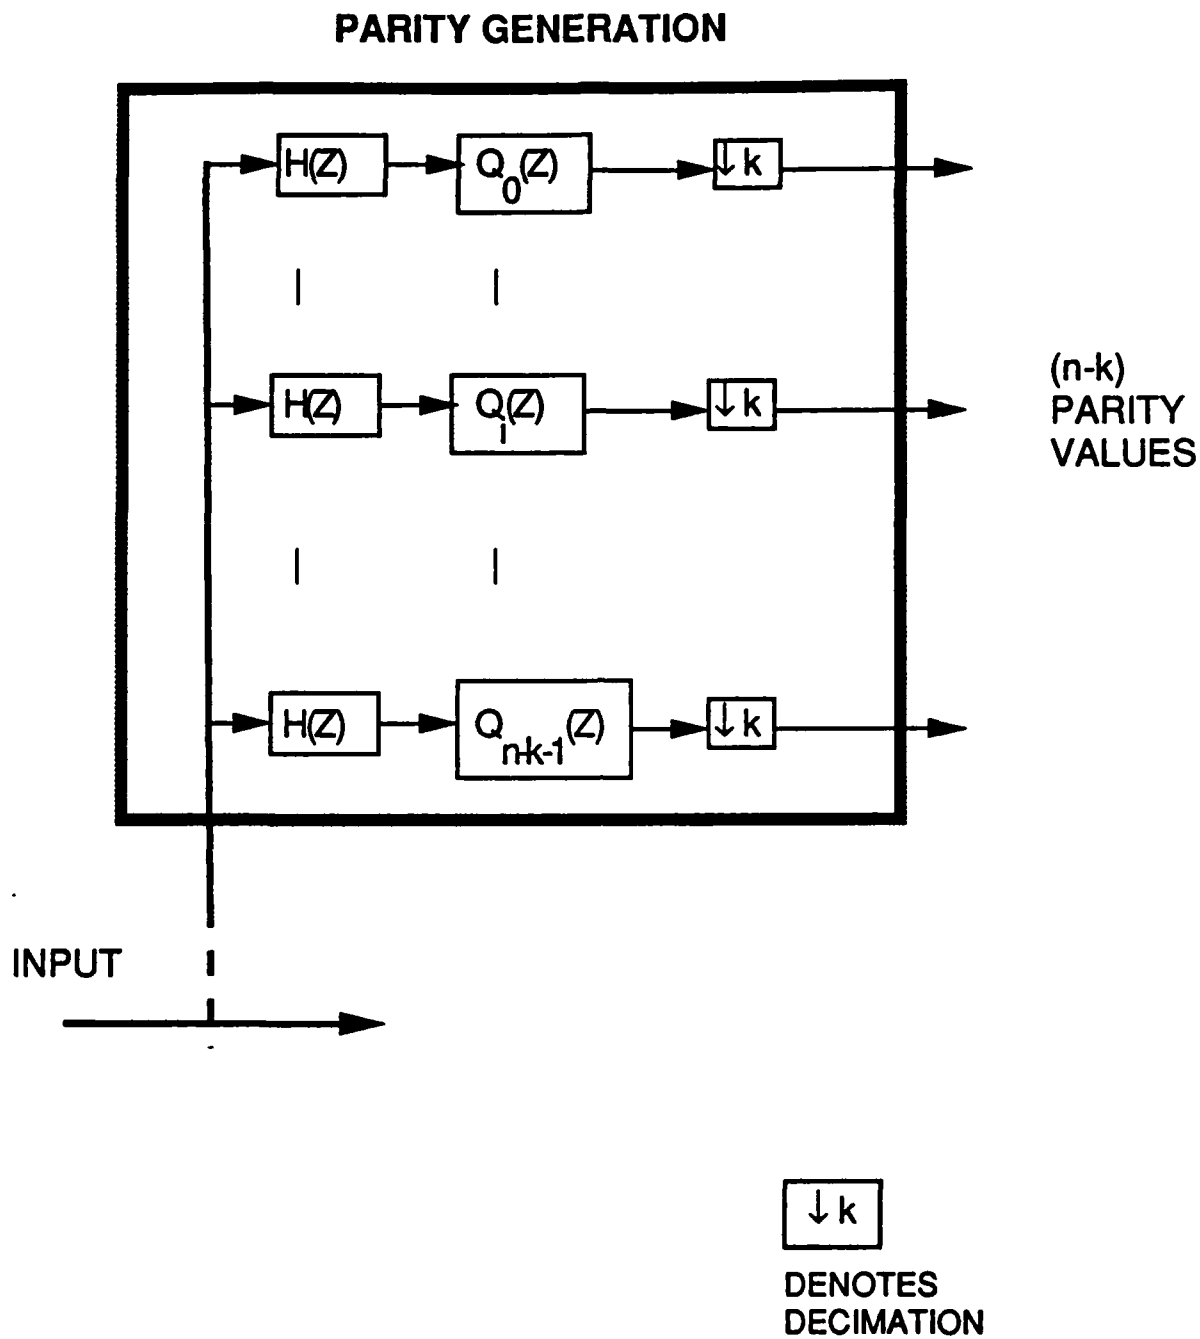 PARITY GENERATION
H(Z) Q0(Z) ↓k
H(Z) Qi(Z) ↓k
(n-k)
PARITY
VALUES
H(Z) Qn-k-1(Z) ↓k
INPUT
↓k
DENOTES
DECIMATION